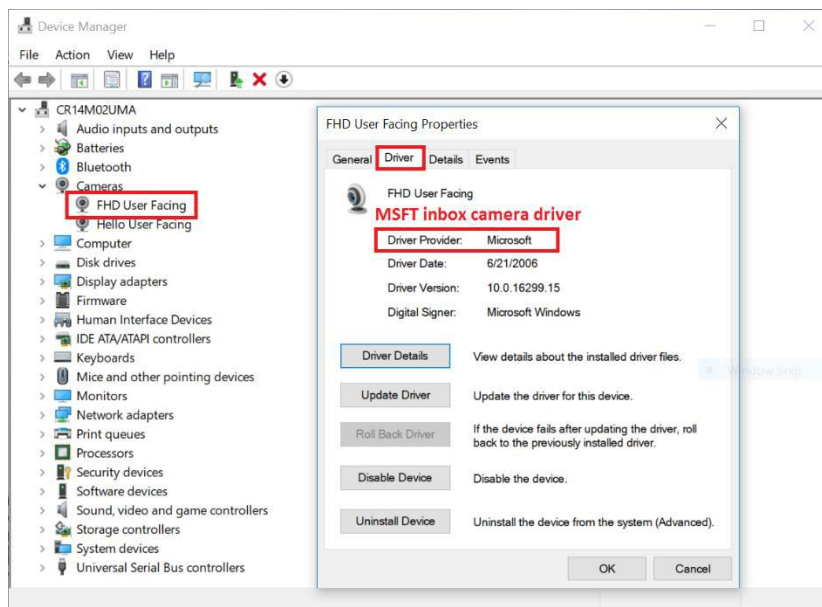 Device Manager
File Action View Help
CR14M02UMA
Audio inputs and outputs
Batteries
Bluetooth
Cameras
FHD User Facing
Hello User Facing
Computer
Disk drives
Display adapters
Firmware
Human Interface Devices
IDE ATA/ATAPI controllers
Keyboards
Mice and other pointing devices
Monitors
Network adapters
Print queues
Processors
Security devices
Software devices
Sound, video and game controllers
Storage controllers
System devices
Universal Serial Bus controllers
FHD User Facing Properties
General Driver Details Events
FHD User Facing
MSFT inbox camera driver
Driver Provider: Microsoft
Driver Date: 6/21/2006
Driver Version: 10.0.16299.15
Digital Signer: Microsoft Windows
Driver Details View details about the installed driver files.
Update Driver Update the driver for this device.
Roll Back Driver If the device fails after updating the driver, roll
back to the previously installed driver.
Disable Device Disable the device.
Uninstall Device Uninstall the device from the system (Advanced).
OK Cancel
Window Snip